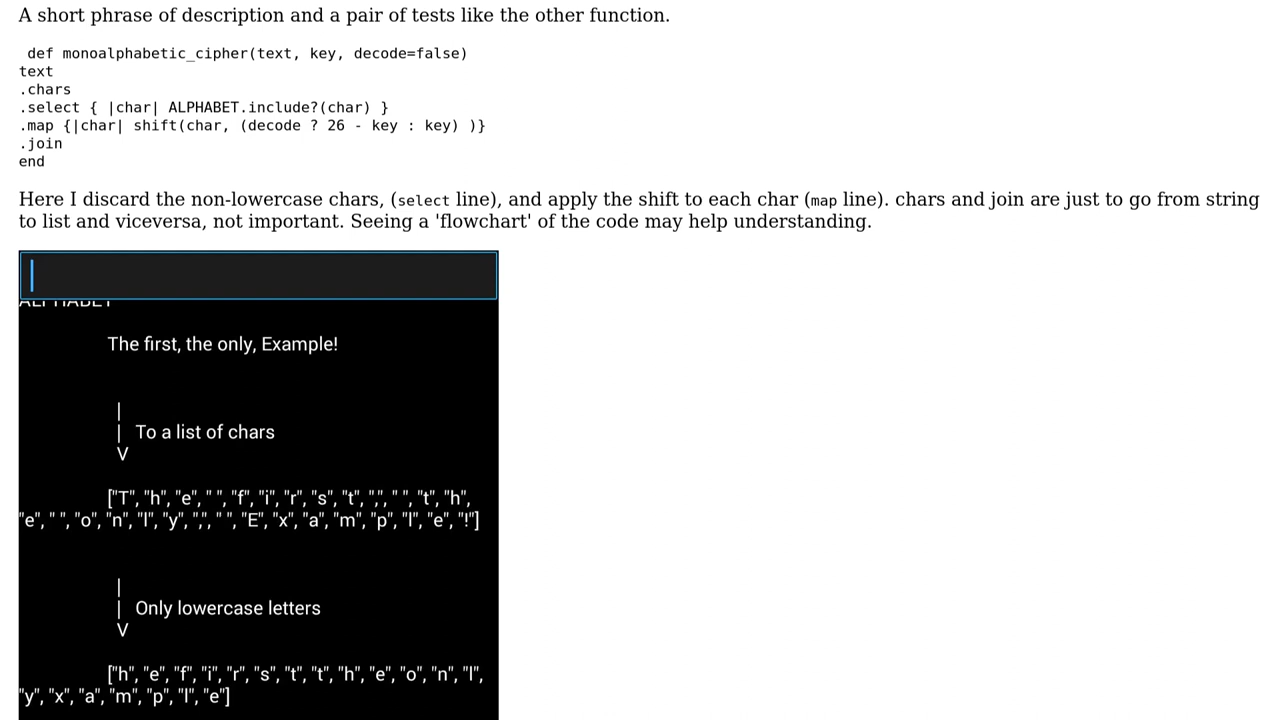 A short phrase of description and a pair of tests like the other function.
def monoalphabetic_cipher(text, key, decode=false)
text
.chars
.select { |char| ALPHABET.include?(char) }
.map {|char| shift(char, (decode ? 26 - key : key) )}
.join
end
Here I discard the non-lowercase chars, (select line), and apply the shift to each char (map line). chars and join are just to go from string
to list and viceversa, not important. Seeing a 'flowchart' of the code may help understanding.
ALPHABET
The first, the only, Example!
|
| To a list of chars
V
["T", "h", "e", " ", "f", "i", "r", "s", "t", ",", " ", "t", "h",
"e", " ", "o", "n", "l", "y", ",", " ", "E", "x", "a", "m", "p", "l", "e", "!"]
|
| Only lowercase letters
V
["h", "e", "f", "i", "r", "s", "t", "t", "h", "e", "o", "n", "l",
"y", "x", "a", "m", "p", "l", "e"]